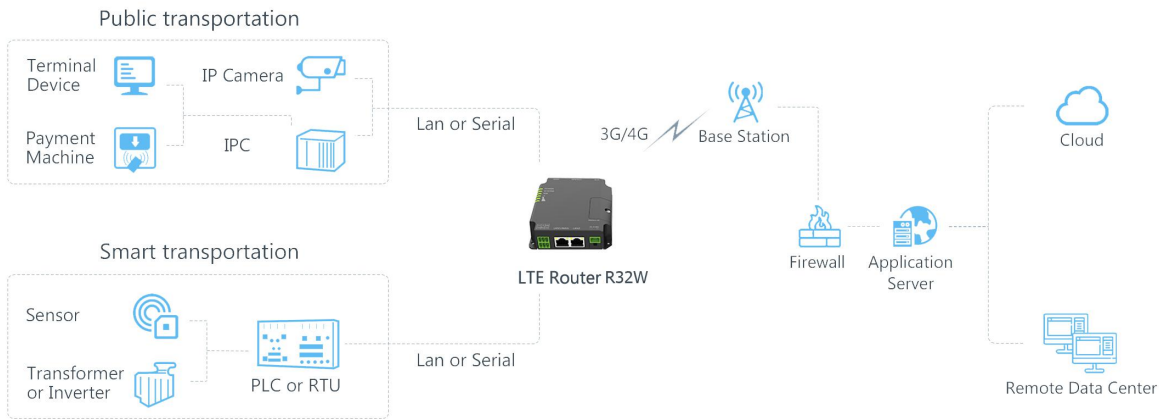 Public transportation
Terminal
Device
IP Camera
Payment
Machine
IPC
Lan or Serial
3G/4G
Base Station
Cloud
LTE Router R32W
Firewall
Application
Server
Smart transportation
Sensor
Transformer
or Inverter
PLC or RTU
Lan or Serial
Remote Data Center